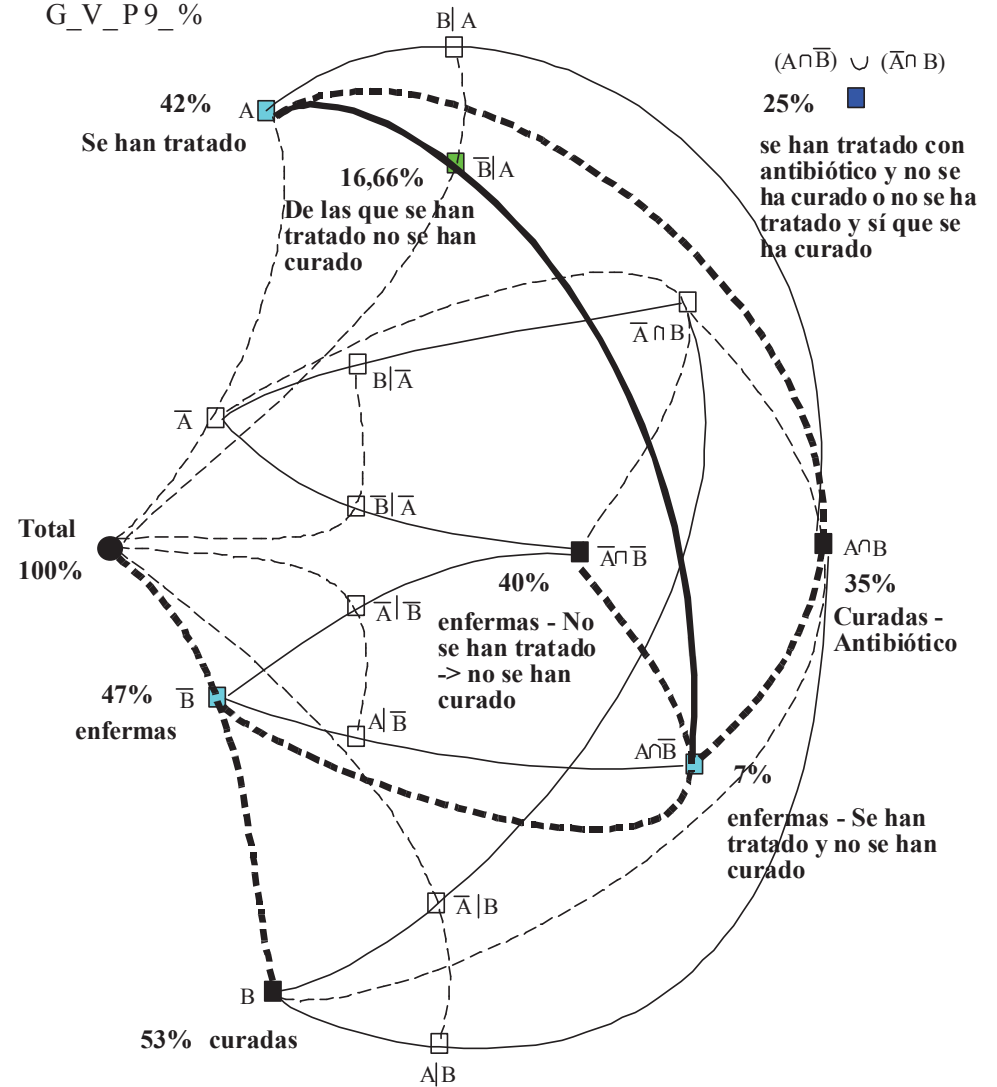 G_V_P9_%
B|A
(A∩B̅) ∪ (A̅∩B)
42%
A
25%
Se han tratado
se han tratado con
antibiótico y no se
ha curado o no se ha
tratado y sí que se
ha curado
16,66%
B̅|A
De las que se han
tratado no se han
curado
A̅∩B
B|A̅
A̅
B̅|A̅
Total
100%
A̅∩B̅
A∩B
40%
35%
Curadas -
Antibiótico
A̅|B̅
enfermas - No
se han tratado
-> no se han
curado
47%
B̅
enfermas
A|B̅
A∩B̅
7%
enfermas - Se han
tratado y no se han
curado
A̅|B
B
53% curadas
A|B